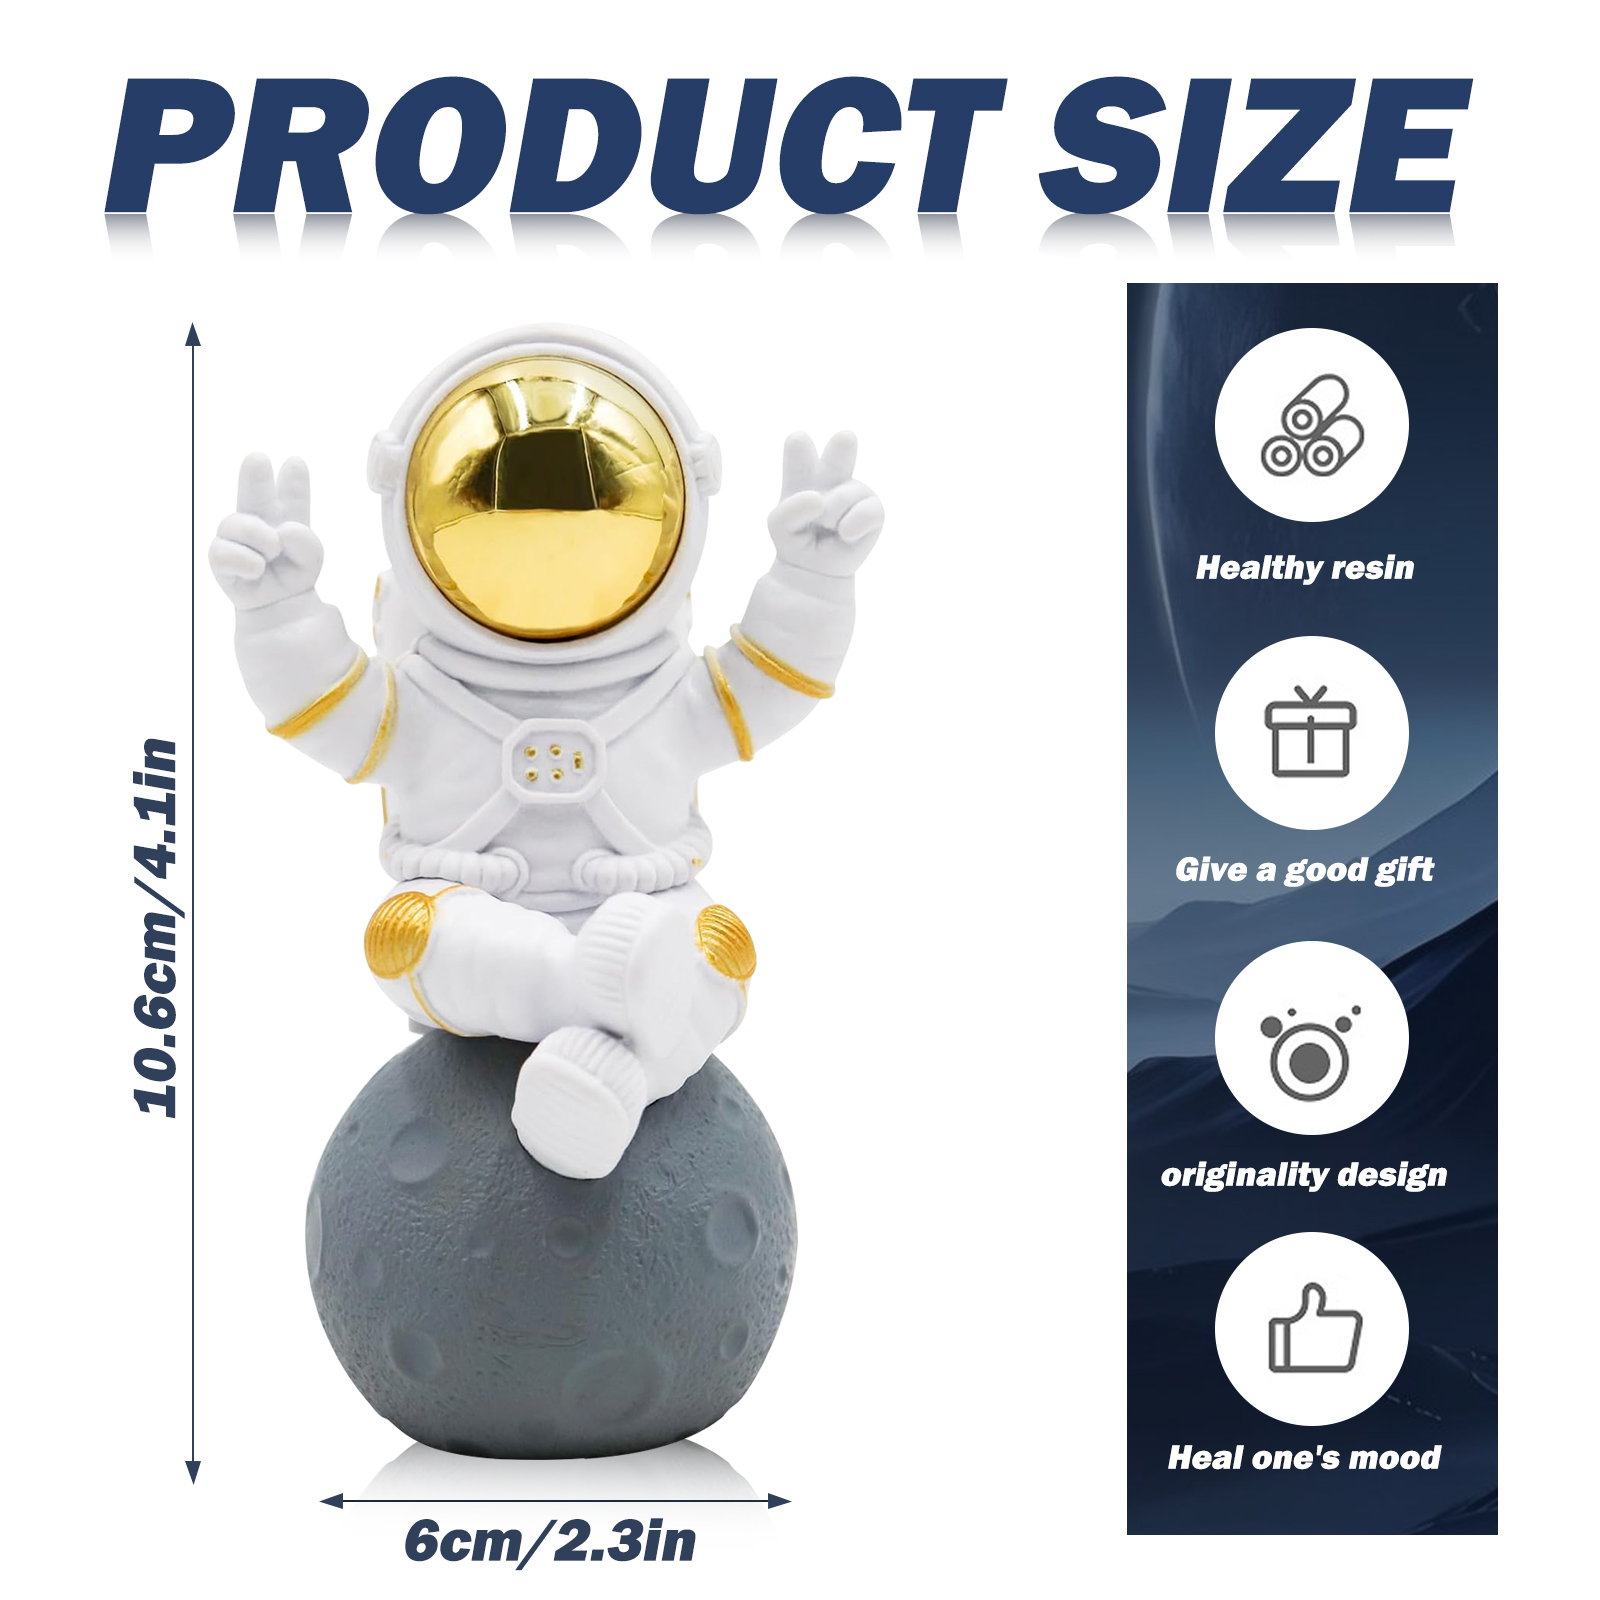 PRODUCT SIZE
10.6cm/4.1in
6cm/2.3in
Healthy resin
Give a good gift
originality design
Heal one's mood